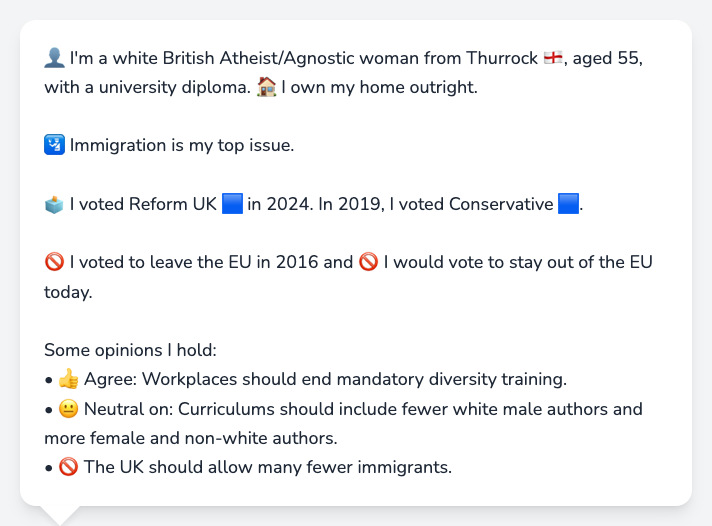 👤 I'm a white British Atheist/Agnostic woman from Thurrock 🏴󠁧󠁢󠁥󠁮󠁧󠁿, aged 55,
with a university diploma. 🏠 I own my home outright.
🛂 Immigration is my top issue.
🗳️ I voted Reform UK 🟦 in 2024. In 2019, I voted Conservative 🟦.
🚫 I voted to leave the EU in 2016 and 🚫 I would vote to stay out of the EU
today.
Some opinions I hold:
• 👍 Agree: Workplaces should end mandatory diversity training.
• 😐 Neutral on: Curriculums should include fewer white male authors and
more female and non-white authors.
• 🚫 The UK should allow many fewer immigrants.